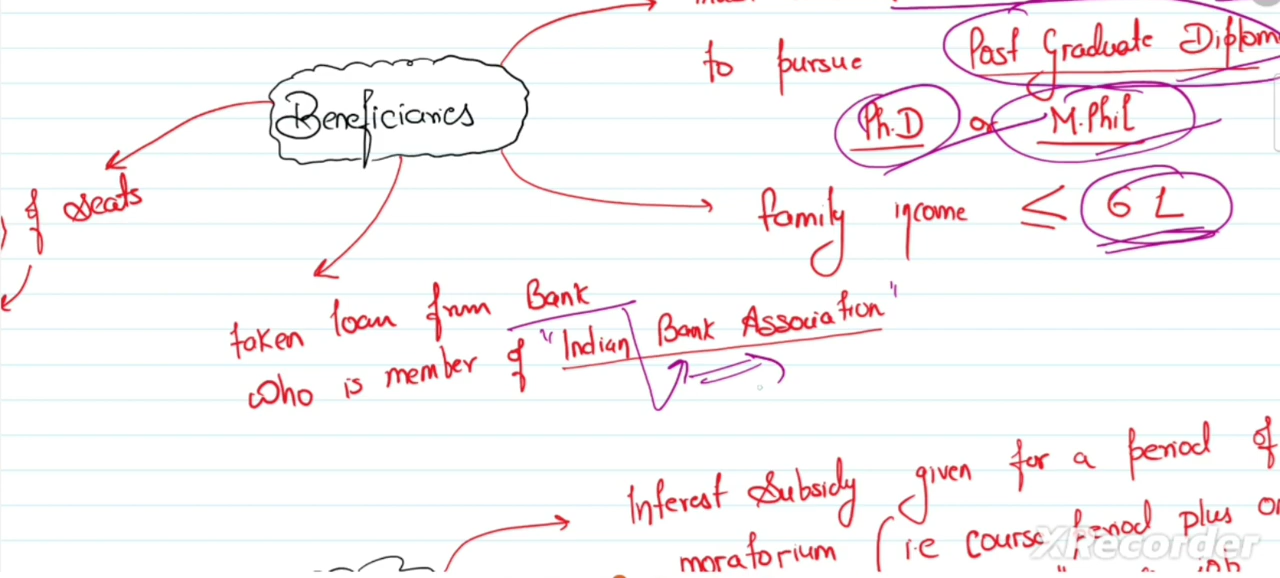 to pursue Post Graduate Diplom
Beneficiaries
Ph.D or M.Phil
of seats
family income ≤ 6 L
taken loan from Bank
who is member of "Indian Bank Association"
Interest Subsidy given for a period of
moratorium (i.e course period plus
XRecorder